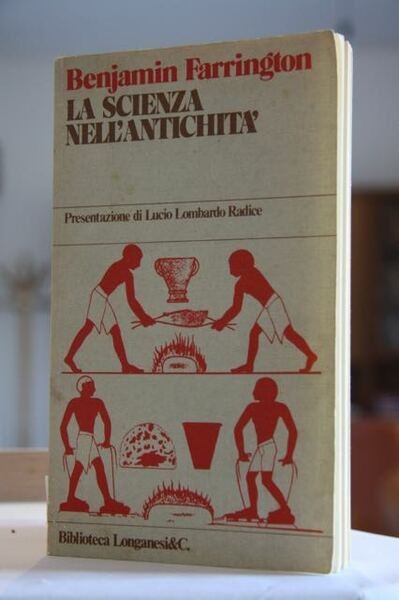 Benjamin Farrington
LA SCIENZA
NELL'ANTICHITA'
Presentazione di Lucio Lombardo Radice
Biblioteca Longanesi&C.